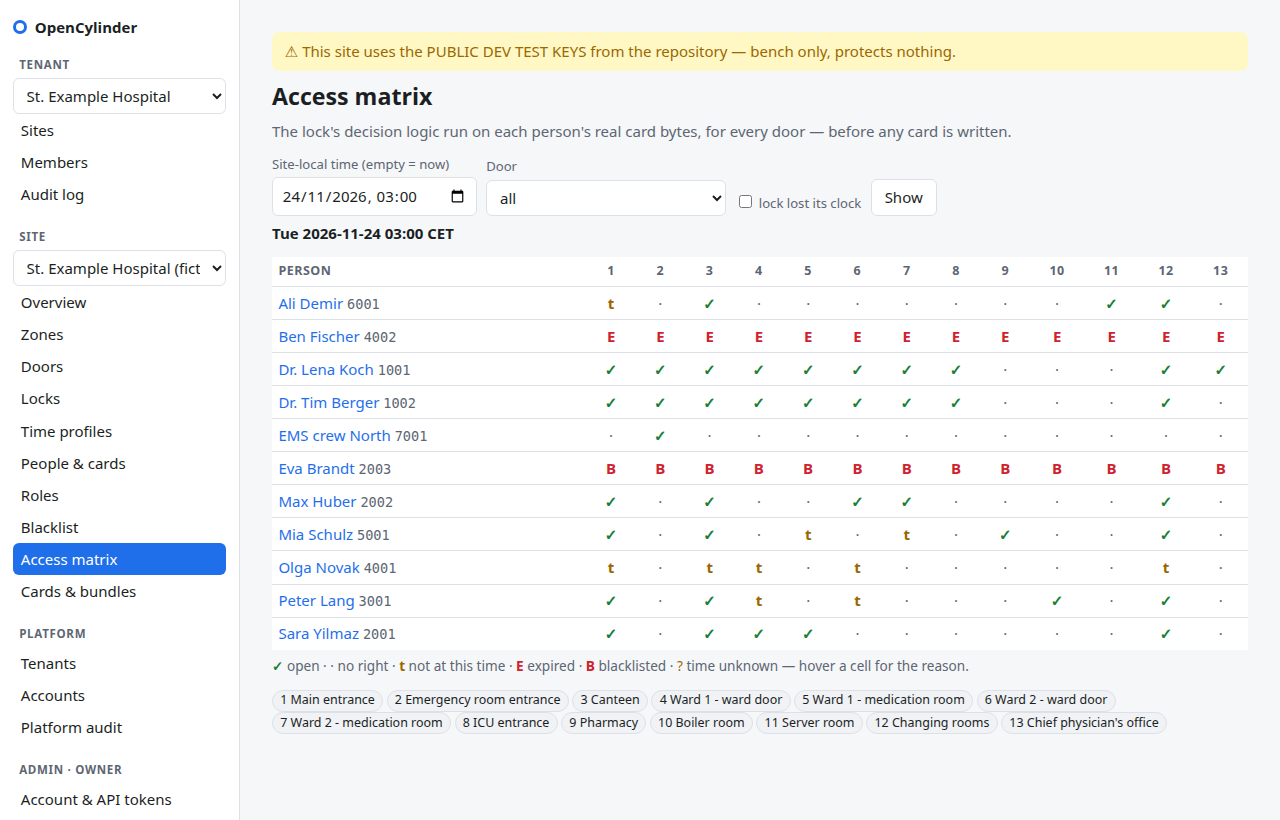 OpenCylinder
TENANT
St. Example Hospital
Sites
Members
Audit log
SITE
St. Example Hospital (fict
Overview
Zones
Doors
Locks
Time profiles
People & cards
Roles
Blacklist
Access matrix
Cards & bundles
PLATFORM
Tenants
Accounts
Platform audit
ADMIN · OWNER
Account & API tokens
⚠ This site uses the PUBLIC DEV TEST KEYS from the repository — bench only, protects nothing.
Access matrix
The lock's decision logic run on each person's real card bytes, for every door — before any card is written.
Site-local time (empty = now) Door
24/11/2026, 03:00 all lock lost its clock Show
Tue 2026-11-24 03:00 CET
PERSON 1 2 3 4 5 6 7 8 9 10 11 12 13
Ali Demir 6001 t · ✓ · · · · · · · ✓ ✓ ·
Ben Fischer 4002 E E E E E E E E E E E E E
Dr. Lena Koch 1001 ✓ ✓ ✓ ✓ ✓ ✓ ✓ ✓ · · · ✓ ✓
Dr. Tim Berger 1002 ✓ ✓ ✓ ✓ ✓ ✓ ✓ ✓ · · · ✓ ·
EMS crew North 7001 · ✓ · · · · · · · · · · ·
Eva Brandt 2003 B B B B B B B B B B B B B
Max Huber 2002 ✓ · ✓ · · ✓ ✓ · · · · ✓ ·
Mia Schulz 5001 ✓ · ✓ · t · t · ✓ · · ✓ ·
Olga Novak 4001 t · t t · t · · · · · t ·
Peter Lang 3001 ✓ · ✓ t · t · · · ✓ · ✓ ·
Sara Yilmaz 2001 ✓ · ✓ ✓ ✓ · · · · · · ✓ ·
✓ open · · no right · t not at this time · E expired · B blacklisted · ? time unknown — hover a cell for the reason.
1 Main entrance 2 Emergency room entrance 3 Canteen 4 Ward 1 - ward door 5 Ward 1 - medication room 6 Ward 2 - ward door
7 Ward 2 - medication room 8 ICU entrance 9 Pharmacy 10 Boiler room 11 Server room 12 Changing rooms 13 Chief physician's office